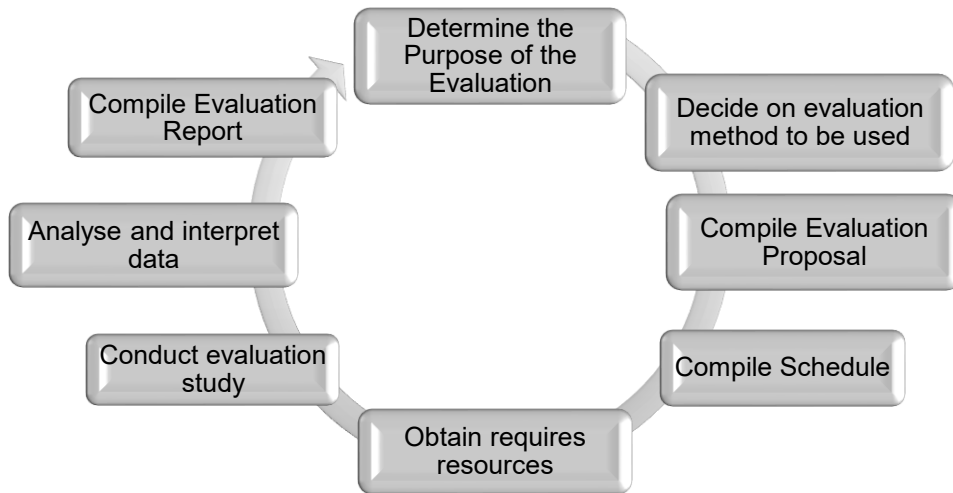 Determine the
Purpose of the
Evaluation
Decide on evaluation
method to be used
Compile Evaluation
Proposal
Compile Schedule
Obtain requires
resources
Conduct evaluation
study
Analyse and interpret
data
Compile Evaluation
Report